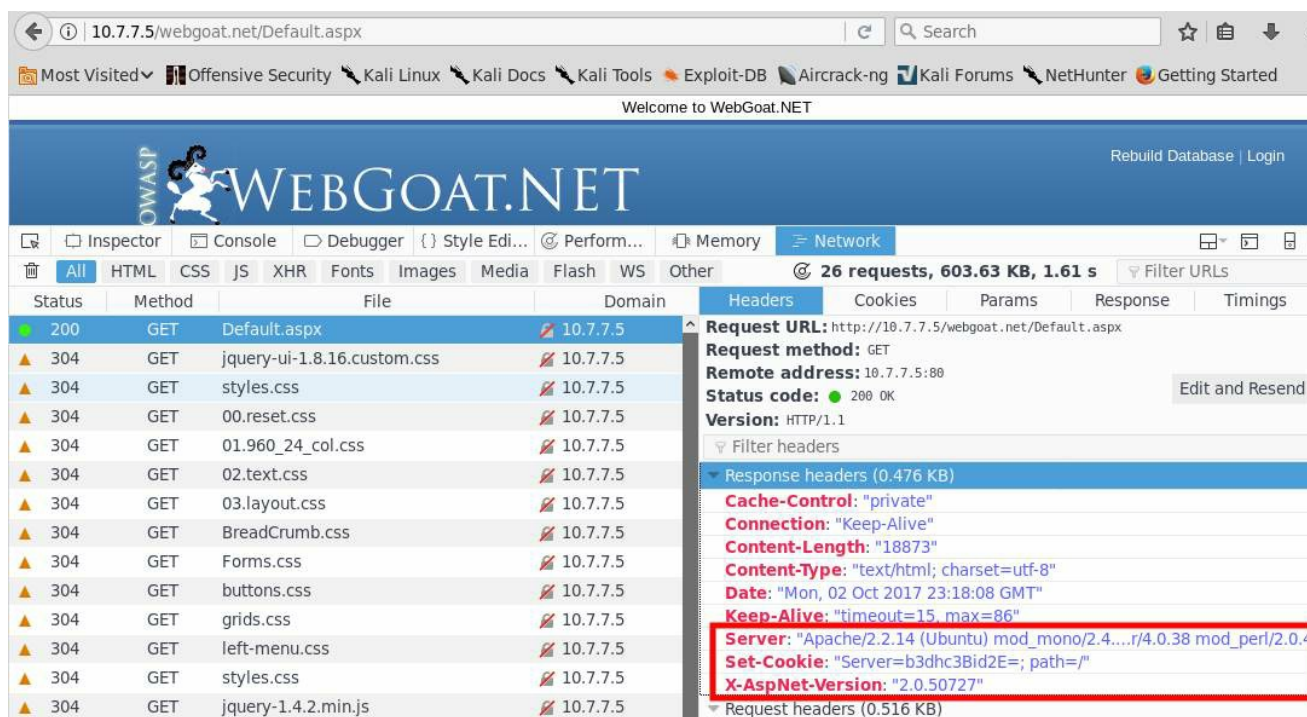 10.7.7.5/webgoat.net/Default.aspx
Search
Most Visited Offensive Security Kali Linux Kali Docs Kali Tools Exploit-DB Aircrack-ng Kali Forums NetHunter Getting Started
Welcome to WebGoat.NET
Rebuild Database | Login
OWASP
WEBGOAT.NET
Inspector Console Debugger {} Style Edi... Perform... Memory Network
All HTML CSS JS XHR Fonts Images Media Flash WS Other 26 requests, 603.63 KB, 1.61 s Filter URLs
Status Method File Domain
200 GET Default.aspx 10.7.7.5
304 GET jquery-ui-1.8.16.custom.css 10.7.7.5
304 GET styles.css 10.7.7.5
304 GET 00.reset.css 10.7.7.5
304 GET 01.960_24_col.css 10.7.7.5
304 GET 02.text.css 10.7.7.5
304 GET 03.layout.css 10.7.7.5
304 GET BreadCrumb.css 10.7.7.5
304 GET Forms.css 10.7.7.5
304 GET buttons.css 10.7.7.5
304 GET grids.css 10.7.7.5
304 GET left-menu.css 10.7.7.5
304 GET styles.css 10.7.7.5
304 GET jquery-1.4.2.min.js 10.7.7.5
Headers Cookies Params Response Timings
Request URL: http://10.7.7.5/webgoat.net/Default.aspx
Request method: GET
Remote address: 10.7.7.5:80
Status code: 200 OK
Edit and Resend
Version: HTTP/1.1
Filter headers
Response headers (0.476 KB)
Cache-Control: "private"
Connection: "Keep-Alive"
Content-Length: "18873"
Content-Type: "text/html; charset=utf-8"
Date: "Mon, 02 Oct 2017 23:18:08 GMT"
Keep-Alive: "timeout=15, max=86"
Server: "Apache/2.2.14 (Ubuntu) mod_mono/2.4....r/4.0.38 mod_perl/2.0.4
Set-Cookie: "Server=b3dhc3Bid2E=; path=/"
X-AspNet-Version: "2.0.50727"
Request headers (0.516 KB)